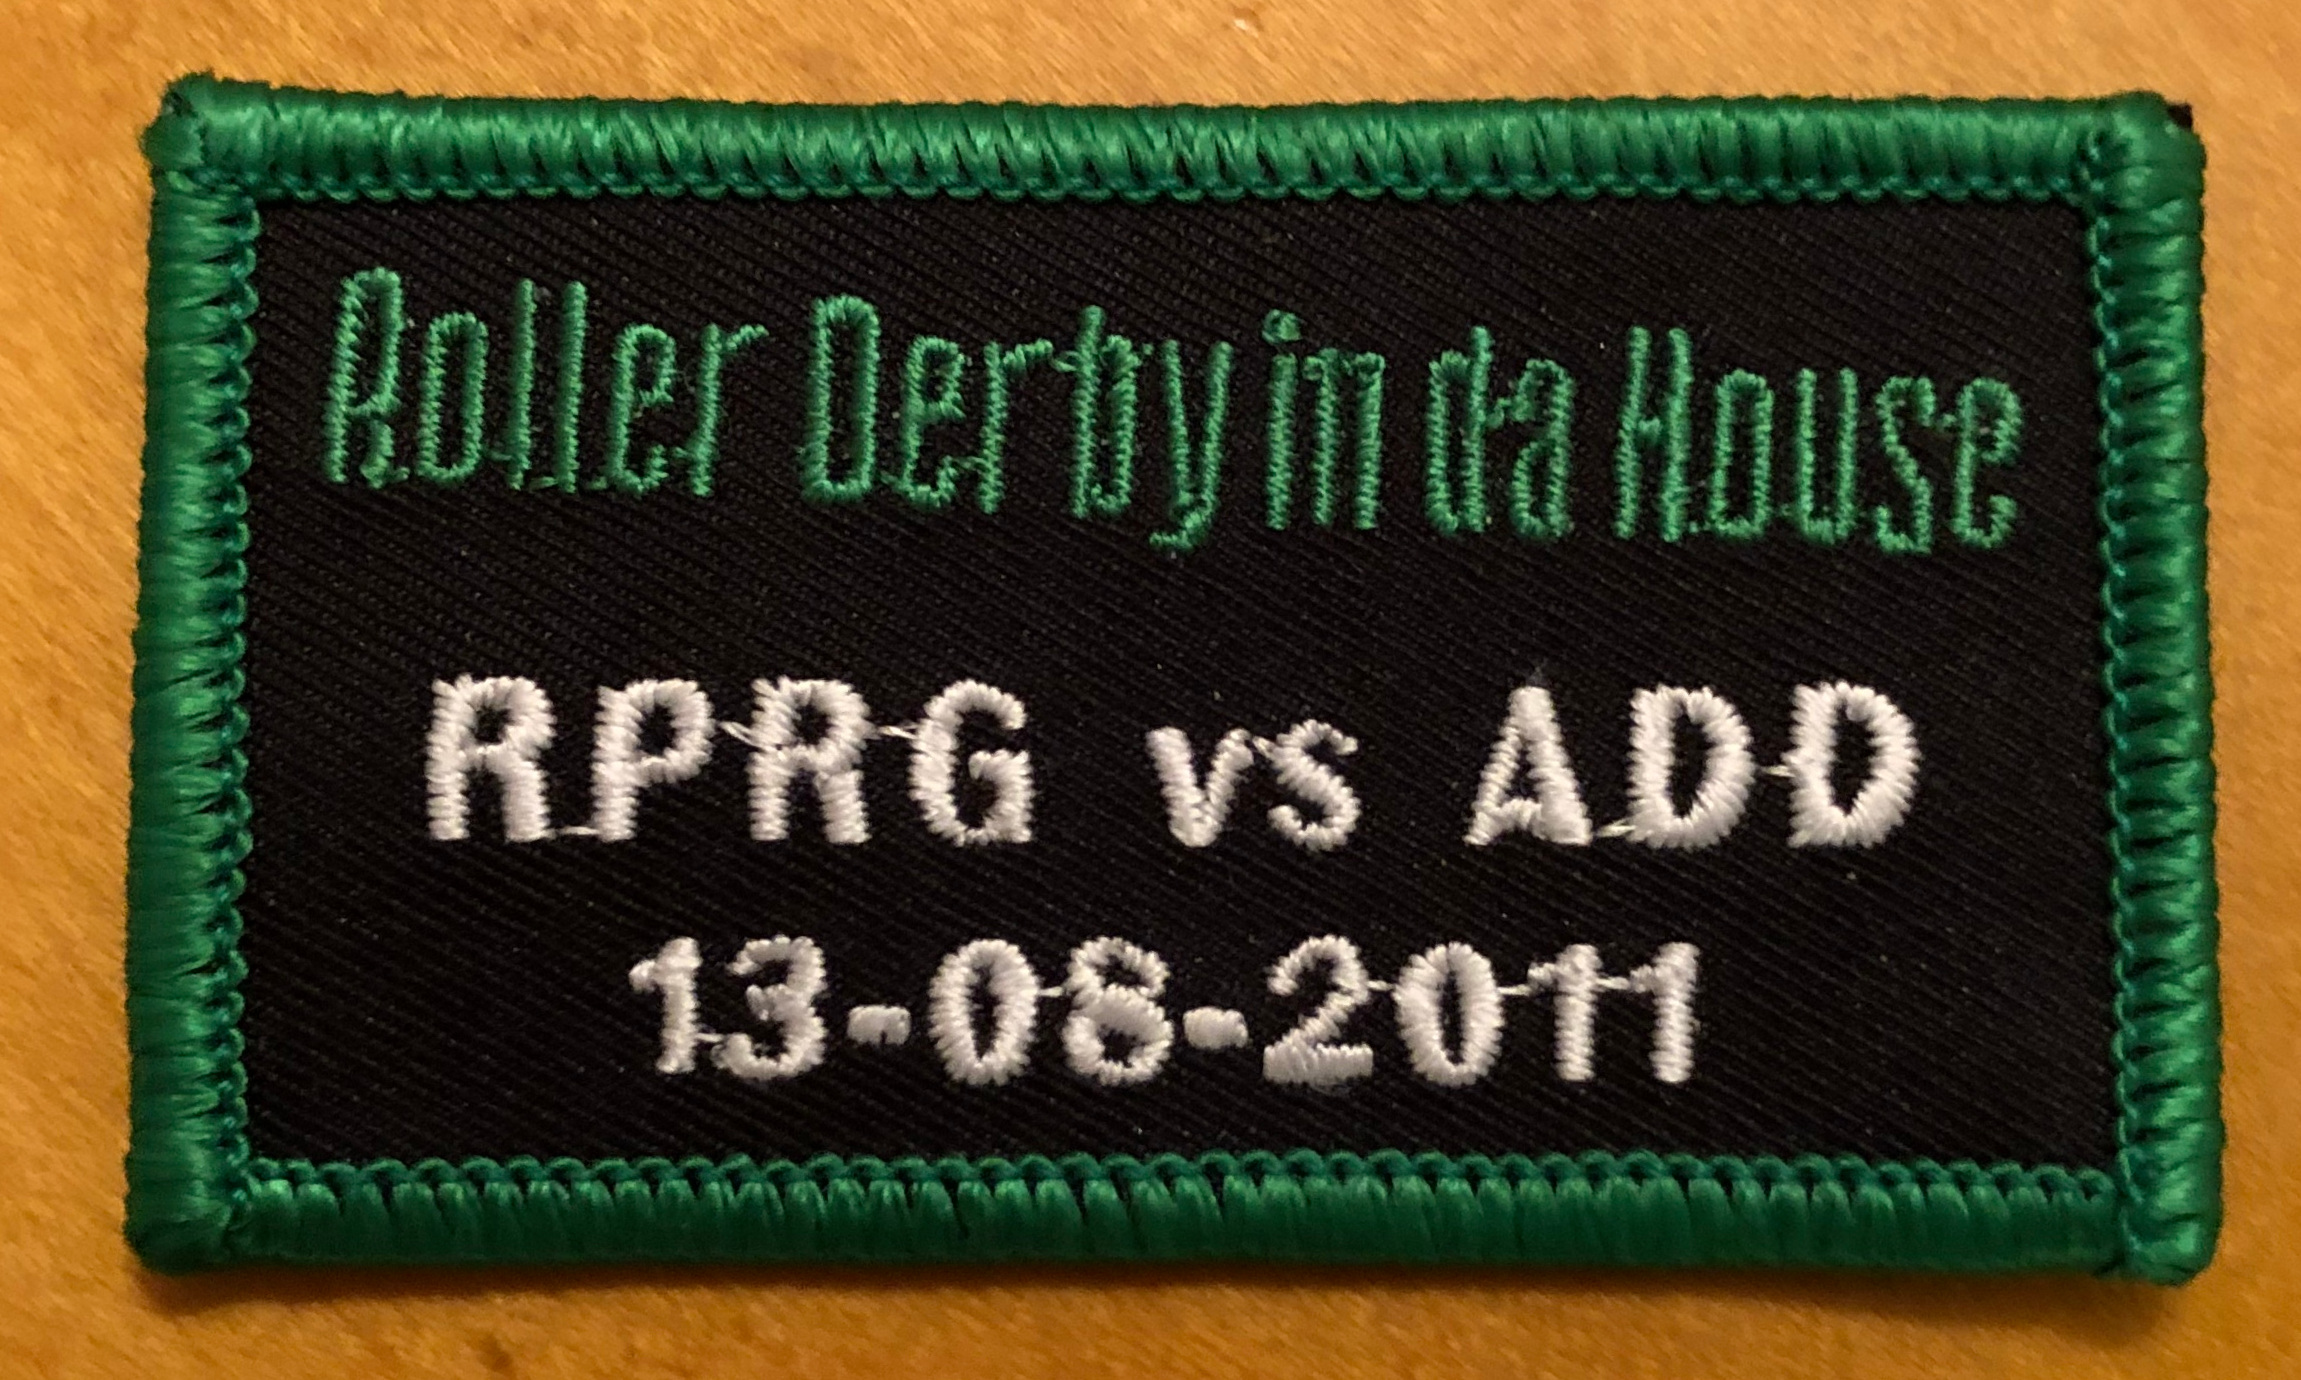 Roller Derby in da House
RPRG vs ADD
13-08-2011